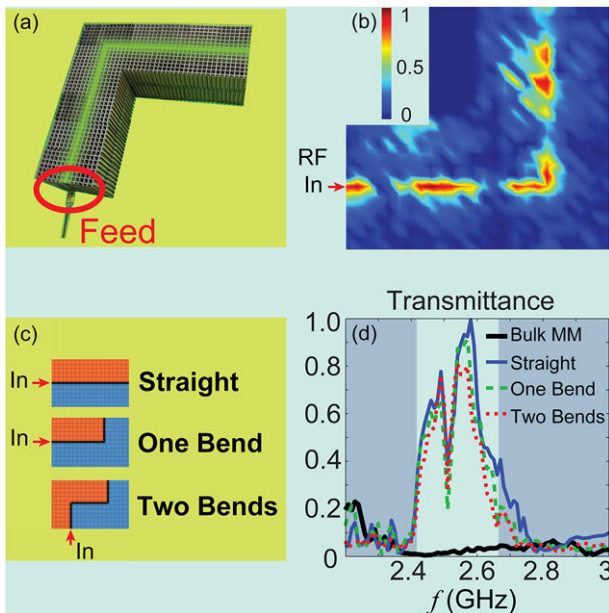 (a)
Feed
(b)
1
0.5
0
RF
In
(c)
In
Straight
In
One Bend
Two Bends
In
Transmittance
(d)
1.0
0.8
0.6
0.4
0.2
0
Bulk MM
Straight
One Bend
Two Bends
2.4
2.6
2.8
3
f (GHz)